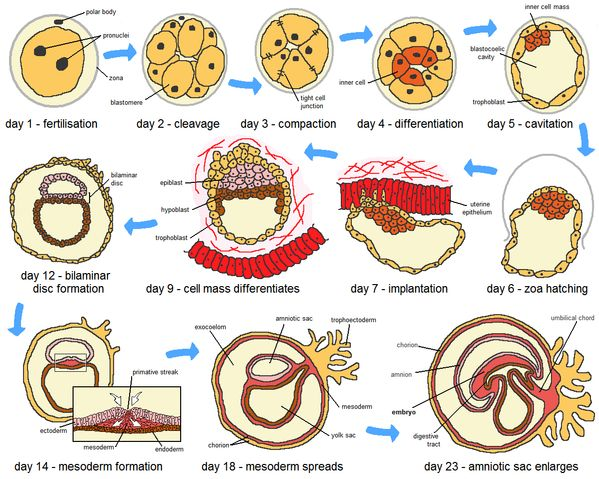 polar body
pronuclei
zona
day 1 - fertilisation
blastomere
day 2 - cleavage
tight cell
junction
day 3 - compaction
inner cell
day 4 - differentiation
inner cell mass
blastocoelic
cavity
trophoblast
day 5 - cavitation
bilaminar
disc
day 12 - bilaminar
disc formation
epiblast
hypoblast
trophoblast
day 9 - cell mass differentiates
uterine
epithelium
day 7 - implantation
day 6 - zoa hatching
primitive streak
ectoderm
mesoderm
endoderm
day 14 - mesoderm formation
exocoelom
amniotic sac
trophoectoderm
mesoderm
yolk sac
chorion
day 18 - mesoderm spreads
umbilical chord
chorion
amnion
embryo
digestive
tract
day 23 - amniotic sac enlarges